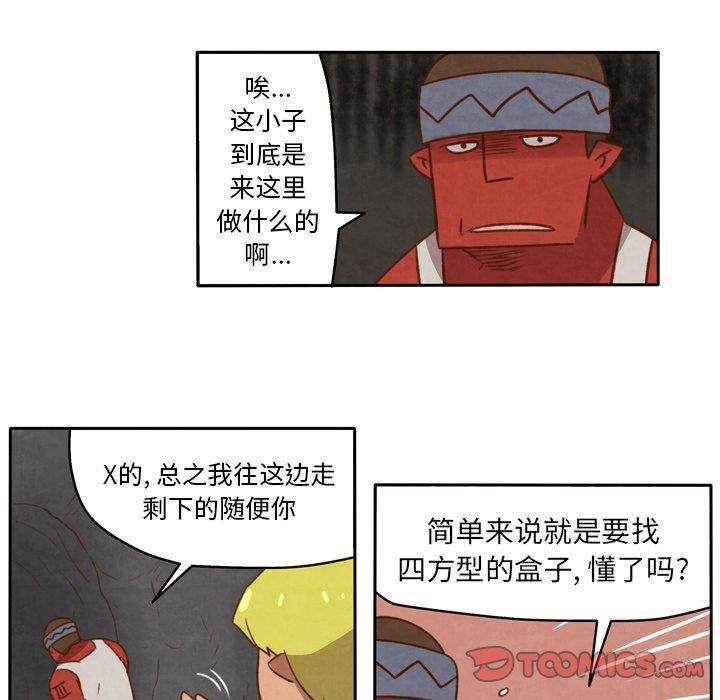 唉...
这小子
到底是
来这里
做什么的
啊...
X的, 总之我往这边走
剩下的随便你
简单来说就是要找
四方型的盒子, 懂了吗?
TOOMICS.COM